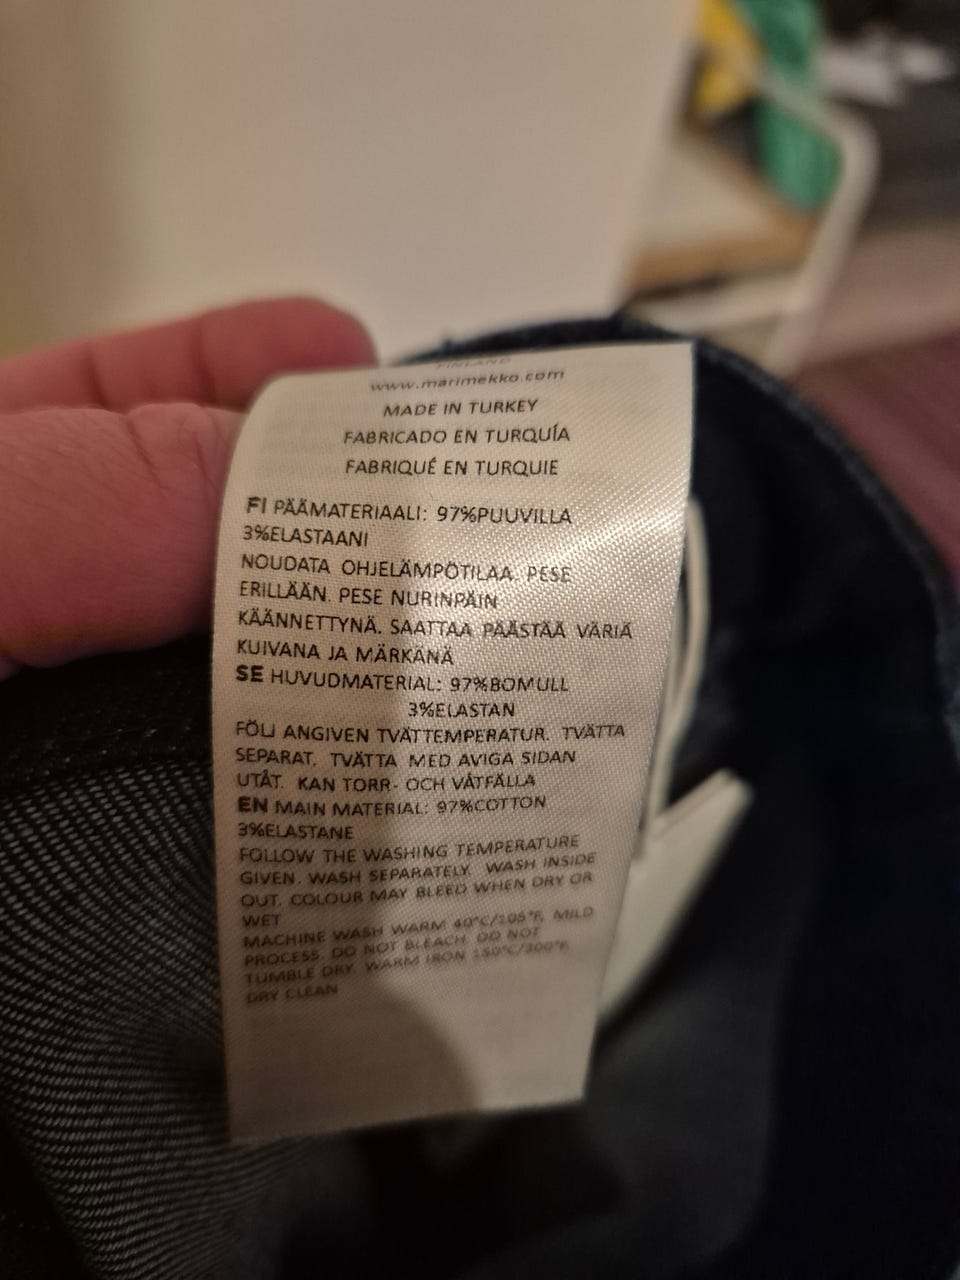 FINLAND
www.marimekko.com
MADE IN TURKEY
FABRICADO EN TURQUÍA
FABRIQUÉ EN TURQUIE
FI PÄÄMATERIAALI: 97%PUUVILLA
3%ELASTAANI
NOUDATA OHJELÄMPÖTILAA. PESE
ERILLÄÄN. PESE NURINPÄIN
KÄÄNNETTYNÄ. SAATTAA PÄÄSTÄÄ VÄRIÄ
KUIVANA JA MÄRKÄNÄ
SE HUVUDMATERIAL: 97%BOMULL
3%ELASTAN
FÖLJ ANGIVEN TVÄTTEMPERATUR. TVÄTTA
SEPARAT. TVÄTTA MED AVIGA SIDAN
UTÅT. KAN TORR- OCH VÅTFÄLLA
EN MAIN MATERIAL: 97%COTTON
3%ELASTANE
FOLLOW THE WASHING TEMPERATURE
GIVEN. WASH SEPARATELY. WASH INSIDE
OUT. COLOUR MAY BLEED WHEN DRY OR
WET
MACHINE WASH WARM 40°C/105°F, MILD
PROCESS. DO NOT BLEACH. DO NOT
TUMBLE DRY. WARM IRON 150°C/300°F.
DRY CLEAN